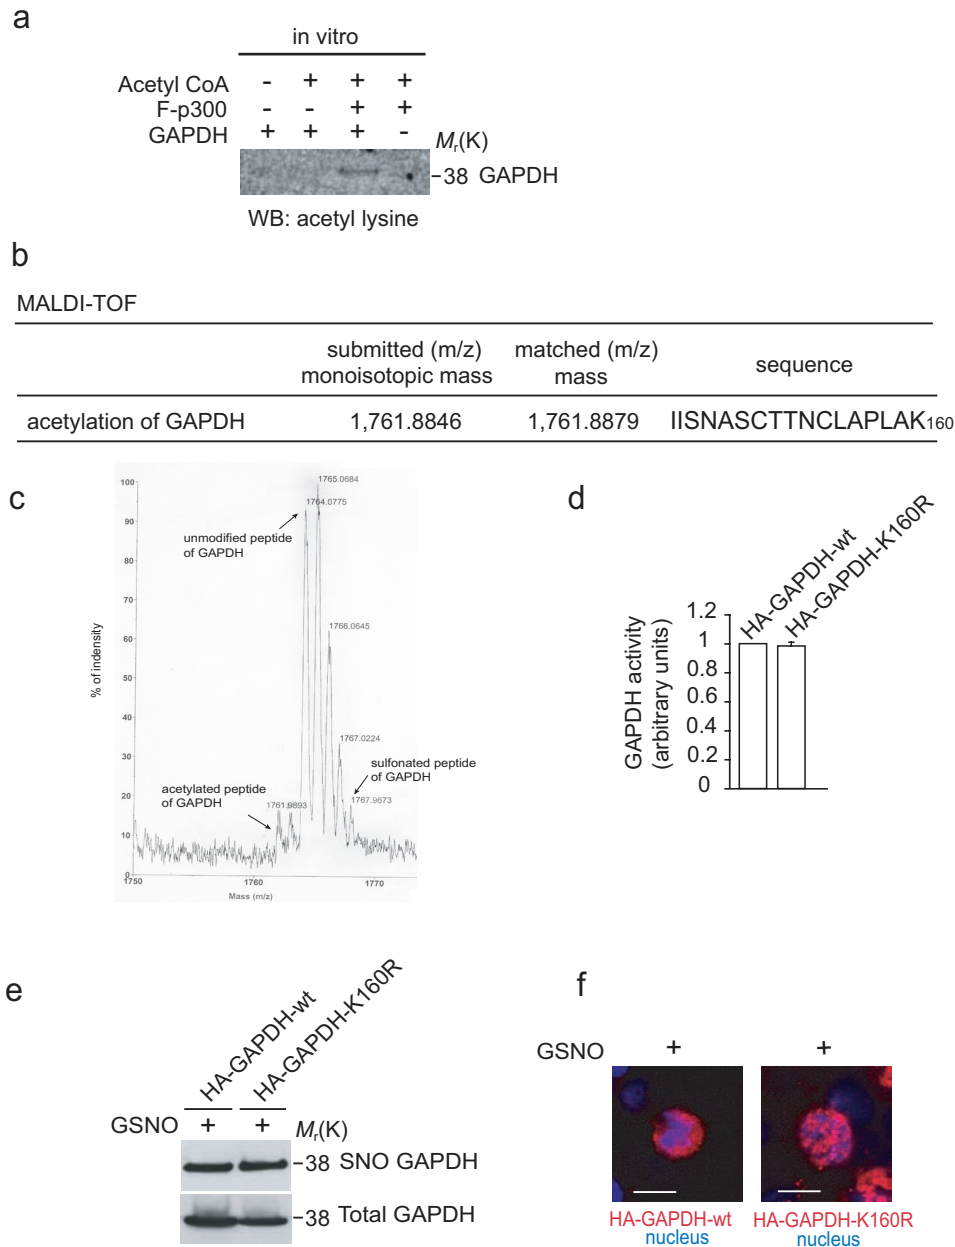 a
in vitro
Acetyl CoA - + + +
F-p300 - - + +
GAPDH + + + -
Mr(K)
-38 GAPDH
WB: acetyl lysine
b
MALDI-TOF
submitted (m/z) monoisotopic mass
matched (m/z) mass
sequence
acetylation of GAPDH 1,761.8846 1,761.8879 IISNASCTTNCLAPLAK160
c
1765.0684
1764.0775
unmodified peptide
of GAPDH
1766.0645
1767.0224
sulfonated peptide
of GAPDH
1767.9673
acetylated peptide
of GAPDH
1761.9893
% of indensity
100
90
80
70
60
50
40
30
20
10
0
1750 1760 1770
Mass (m/z)
d
HA-GAPDH-wt
HA-GAPDH-K160R
GAPDH activity
(arbitrary units)
1.2
1
0.8
0.6
0.4
0.2
0
e
HA-GAPDH-wt
HA-GAPDH-K160R
GSNO + +
Mr(K)
-38 SNO GAPDH
-38 Total GAPDH
f
GSNO + +
HA-GAPDH-wt
nucleus
HA-GAPDH-K160R
nucleus